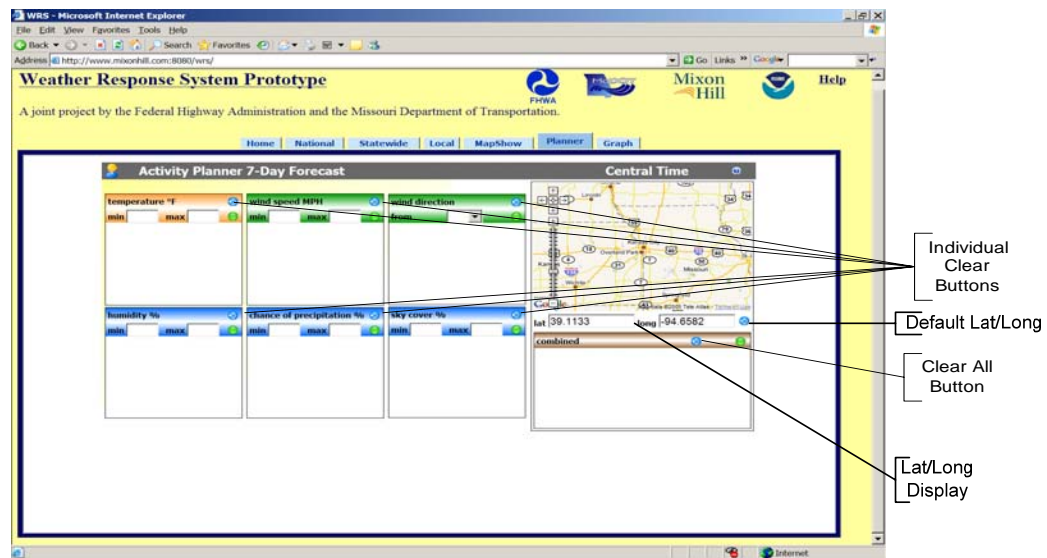 WRS - Microsoft Internet Explorer
File Edit View Favorites Tools Help
Back Search Favorites
Address http://www.mixonhill.com:8080/wrs/ Go Links » Google
Weather Response System Prototype
FHWA
Mixon
Hill
Help
A joint project by the Federal Highway Administration and the Missouri Department of Transportation.
Home National Statewide Local MapShow Planner Graph
Activity Planner 7-Day Forecast Central Time
temperature °F wind speed MPH wind direction
min max min max from
humidity % chance of precipitation % sky cover %
min max min max min max
Lincoln
Overland Park
Missouri
Wichita
lat 39.1133 long -94.6582
combined
Individual
Clear
Buttons
Default Lat/Long
Clear All
Button
Lat/Long
Display
Internet